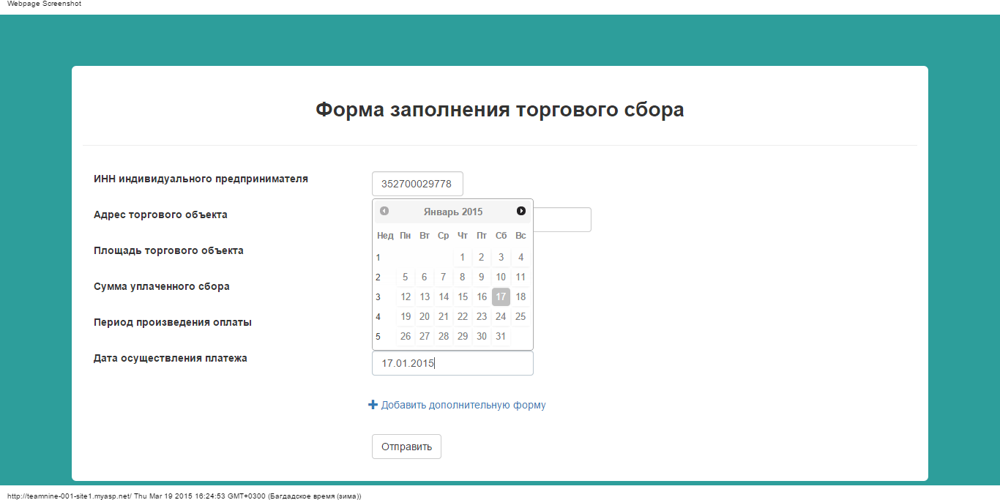 Webpage Screenshot
Форма заполнения торгового сбора
ИНН индивидуального предпринимателя
352700029778
Адрес торгового объекта
Площадь торгового объекта
Сумма уплаченного сбора
Период произведения оплаты
Январь 2015
Нед Пн Вт Ср Чт Пт Сб Вс
1 1 2 3 4
2 5 6 7 8 9 10 11
3 12 13 14 15 16 17 18
4 19 20 21 22 23 24 25
5 26 27 28 29 30 31
Дата осуществления платежа
17.01.2015
Добавить дополнительную форму
Отправить
http://teamnine-001-site1.myasp.net/ Thu Mar 19 2015 16:24:53 GMT+0300 (Багдадское время (зима))